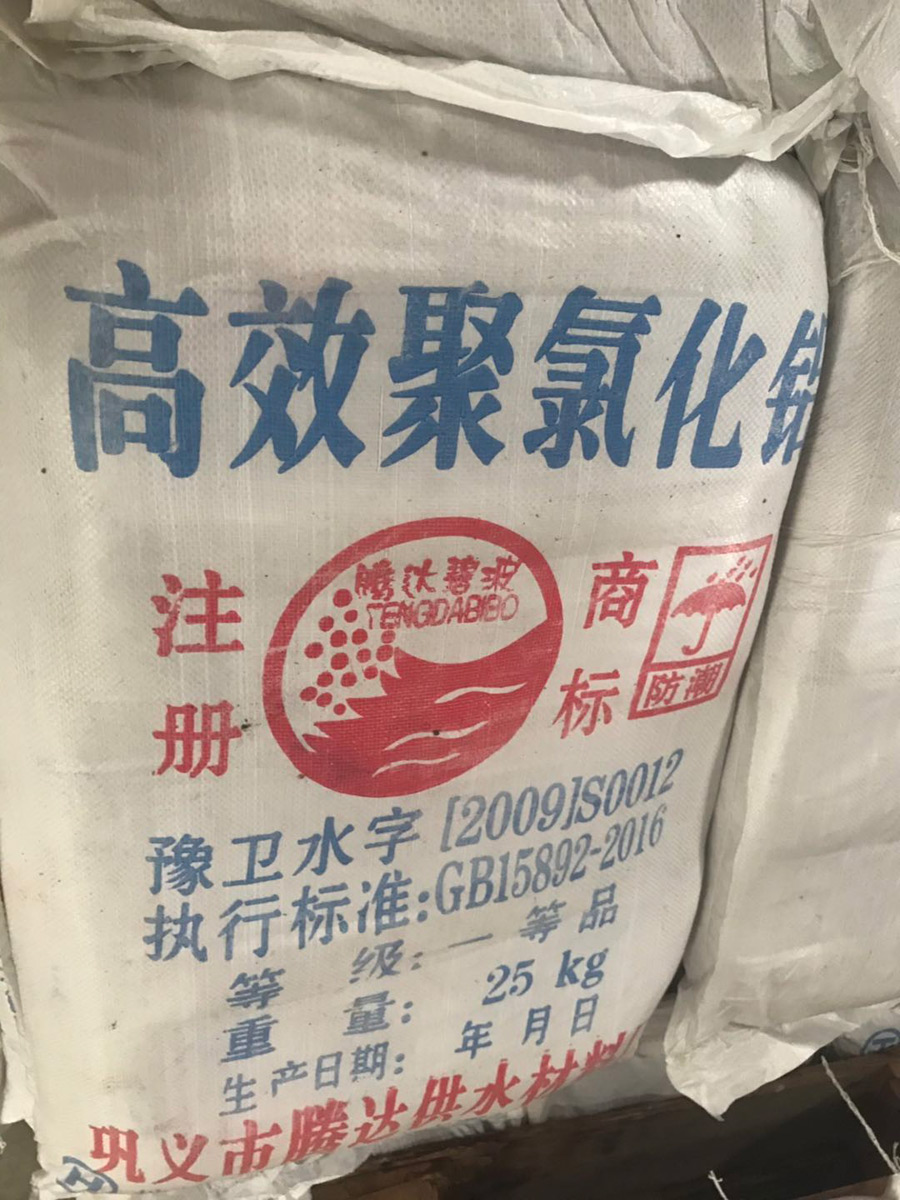 高效聚氯化铝
注册
商标
腾达碧波
TENGDABIBO
防潮
豫卫水字[2009]S0012
执行标准:GB15892-2016
等 级: 一等品
重 量: 25 kg
生产日期: 年 月 日
巩义市腾达供水材料